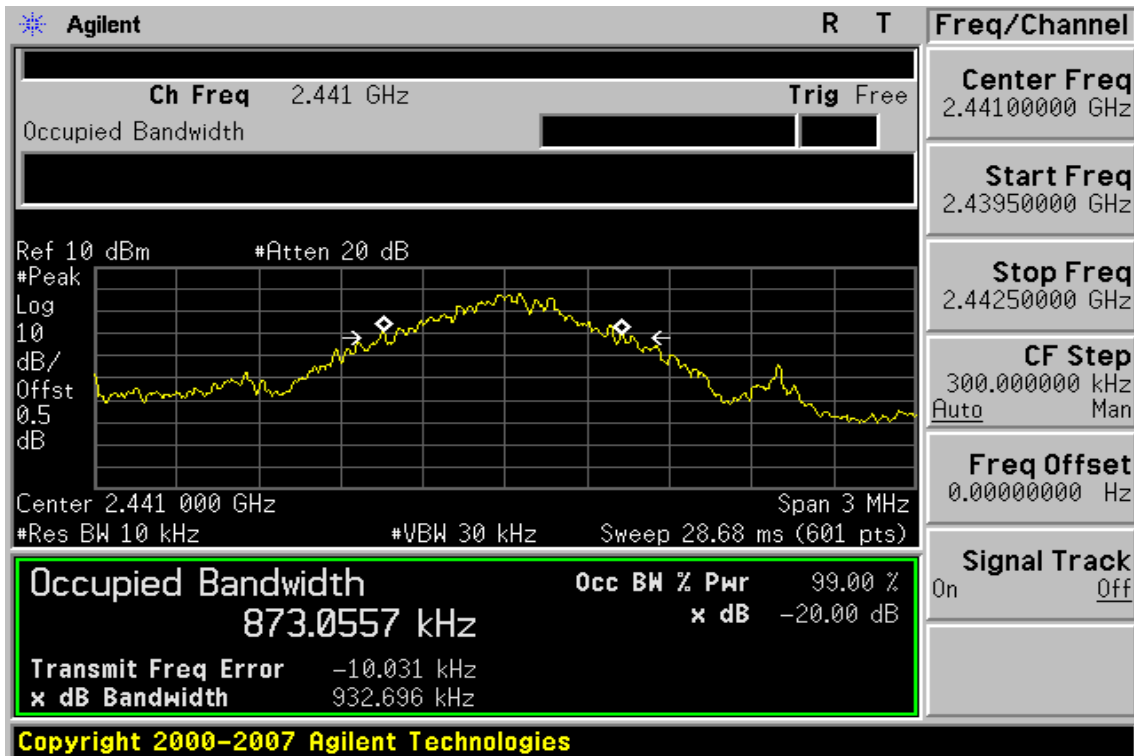 Agilent R T
Ch Freq 2.441 GHz Trig Free
Occupied Bandwidth
Ref 10 dBm #Atten 20 dB
#Peak
Log
10
dB/
Offst
0.5
dB
Center 2.441 000 GHz Span 3 MHz
#Res BW 10 kHz #VBW 30 kHz Sweep 28.68 ms (601 pts)
Occupied Bandwidth
873.0557 kHz
Occ BW % Pwr 99.00 %
x dB -20.00 dB
Transmit Freq Error -10.031 kHz
x dB Bandwidth 932.696 kHz
Copyright 2000-2007 Agilent Technologies
Freq/Channel
Center Freq
2.44100000 GHz
Start Freq
2.43950000 GHz
Stop Freq
2.44250000 GHz
CF Step
300.000000 kHz
Auto Man
Freq Offset
0.00000000 Hz
Signal Track
On Off